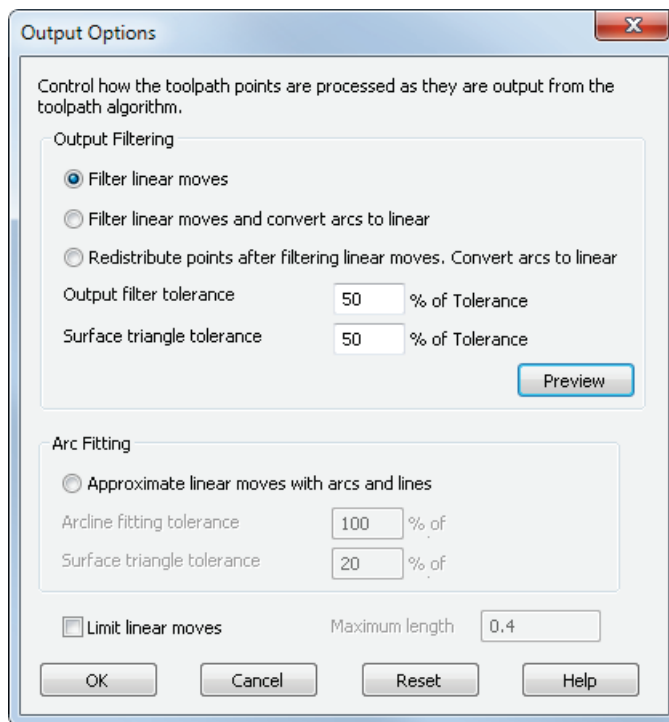 Output Options
Control how the toolpath points are processed as they are output from the
toolpath algorithm.
Output Filtering
Filter linear moves
Filter linear moves and convert arcs to linear
Redistribute points after filtering linear moves. Convert arcs to linear
Output filter tolerance 50 % of Tolerance
Surface triangle tolerance 50 % of Tolerance
Preview
Arc Fitting
Approximate linear moves with arcs and lines
Arcline fitting tolerance 100 % of
Surface triangle tolerance 20 % of
Limit linear moves Maximum length 0.4
OK Cancel Reset Help